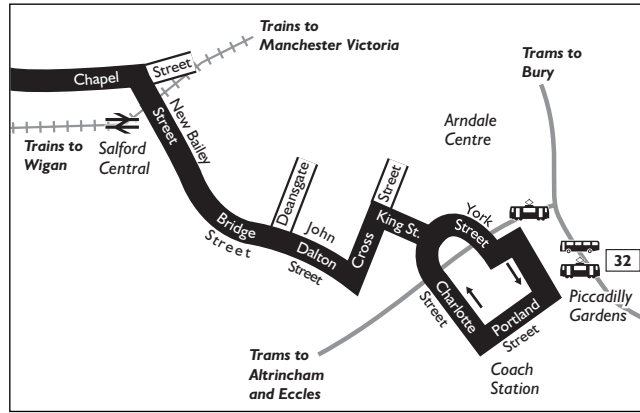 Trains to
Manchester Victoria
Trams to
Bury
Chapel
Street
New Bailey
Street
Trains to
Wigan
Salford
Central
Arndale
Centre
Deansgate
Street
York
Street
King St.
John
Dalton
Street
Bridge
Street
Cross
32
Piccadilly
Gardens
Charlotte
Street
Portland
Street
Trams to
Altrincham
and Eccles
Coach
Station